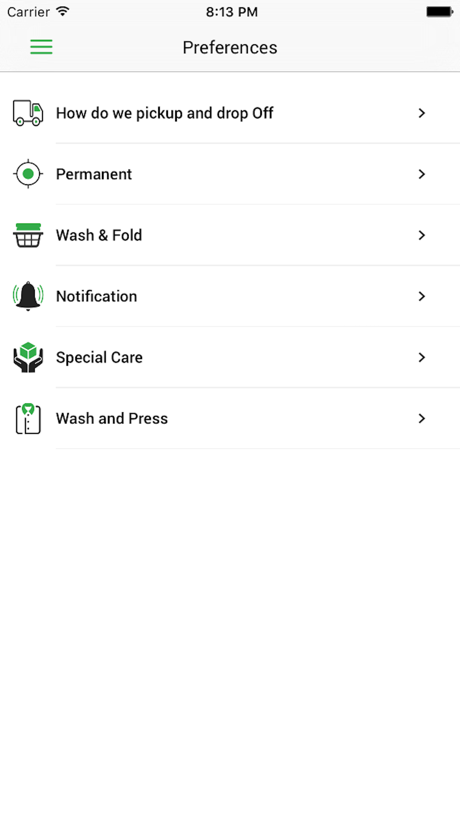 Carrier 8:13 PM
Preferences
How do we pickup and drop Off
Permanent
Wash & Fold
Notification
Special Care
Wash and Press